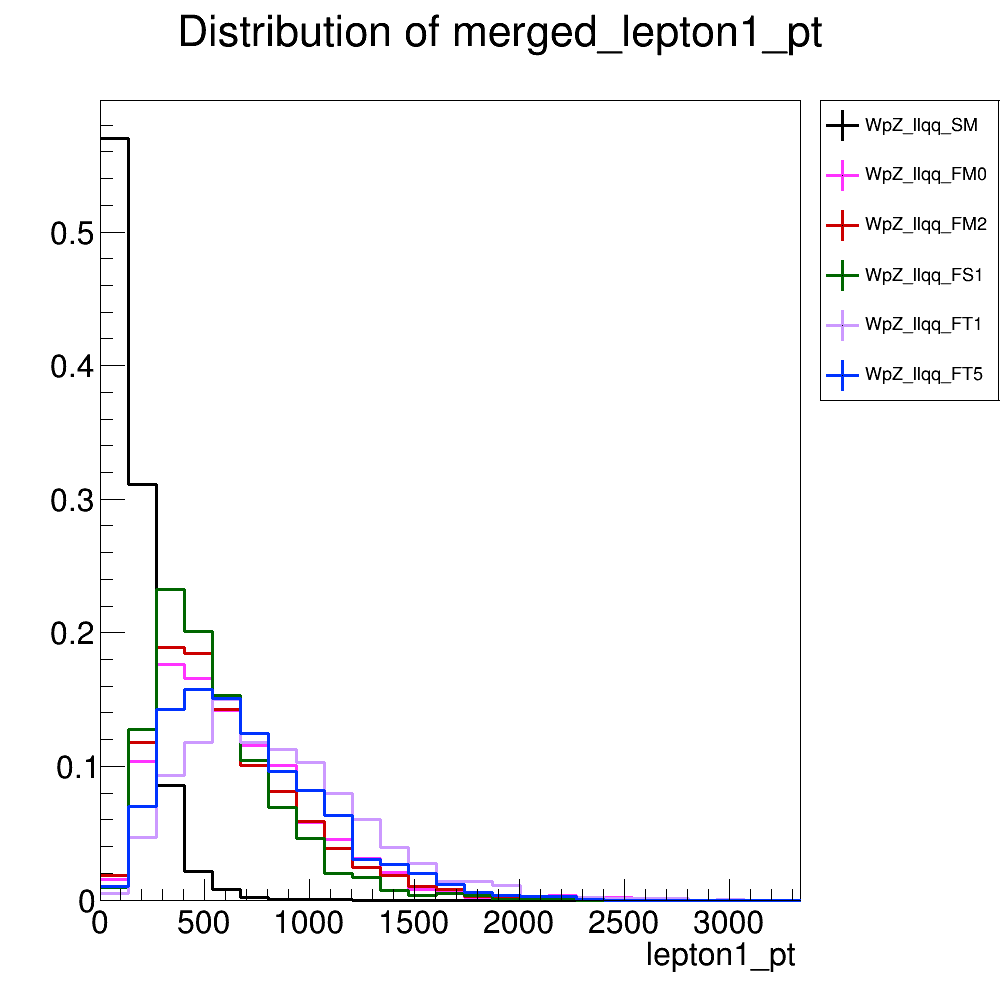 Distribution of merged_lepton1_pt
WpZ_llqq_SM
WpZ_llqq_FM0
WpZ_llqq_FM2
WpZ_llqq_FS1
WpZ_llqq_FT1
WpZ_llqq_FT5
0.5
0.4
0.3
0.2
0.1
0
0 500 1000 1500 2000 2500 3000
lepton1_pt